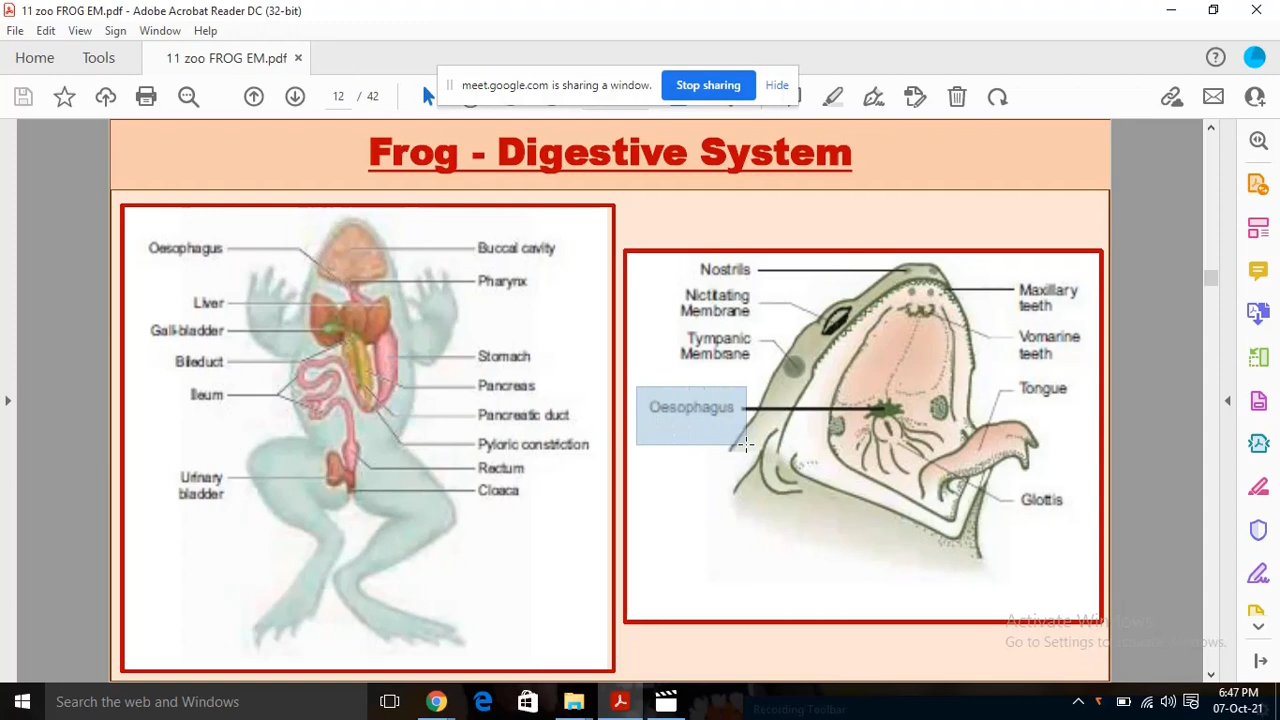 11 zoo FROG EM.pdf - Adobe Acrobat Reader DC (32-bit)
File Edit View Sign Window Help
Home Tools 11 zoo FROG EM.pdf ×
meet.google.com is sharing a window. Stop sharing Hide
12 / 42
Frog - Digestive System
Oesophagus
Liver
Gall-bladder
Bileduct
Ileum
Urinary
bladder
Buccal cavity
Pharynx
Stomach
Pancreas
Pancreatic duct
Pyloric constriction
Rectum
Cloaca
Nostrils
Nictitating
Membrane
Tympanic
Membrane
Oesophagus
Maxillary
teeth
Vomarine
teeth
Tongue
Glottis
Activate Windows
Go to Settings to activate Windows.
Search the web and Windows
Recording Toolbar
6:47 PM
07-Oct-21